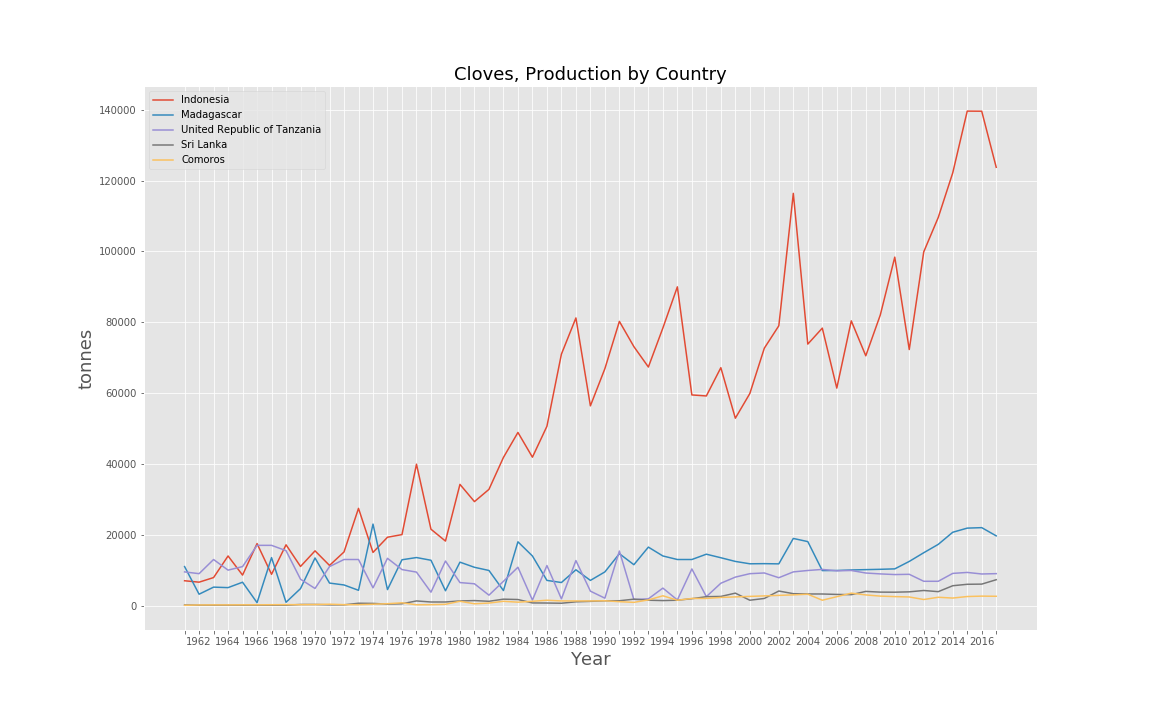 Cloves, Production by Country
Indonesia
Madagascar
United Republic of Tanzania
Sri Lanka
Comoros
140000
120000
100000
80000
60000
40000
20000
0
tonnes
1962 1964 1966 1968 1970 1972 1974 1976 1978 1980 1982 1984 1986 1988 1990 1992 1994 1996 1998 2000 2002 2004 2006 2008 2010 2012 2014 2016
Year